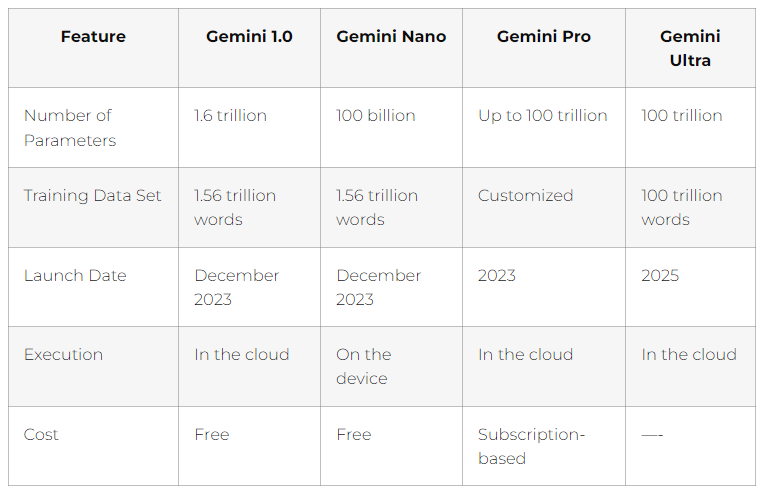 Feature Gemini 1.0 Gemini Nano Gemini Pro Gemini
Ultra
Number of 1.6 trillion 100 billion Up to 100 trillion 100 trillion
Parameters
Training Data Set 1.56 trillion 1.56 trillion Customized 100 trillion
words words words
Launch Date December December 2023 2025
2023 2023
Execution In the cloud On the In the cloud In the cloud
device
Cost Free Free Subscription- —-
based